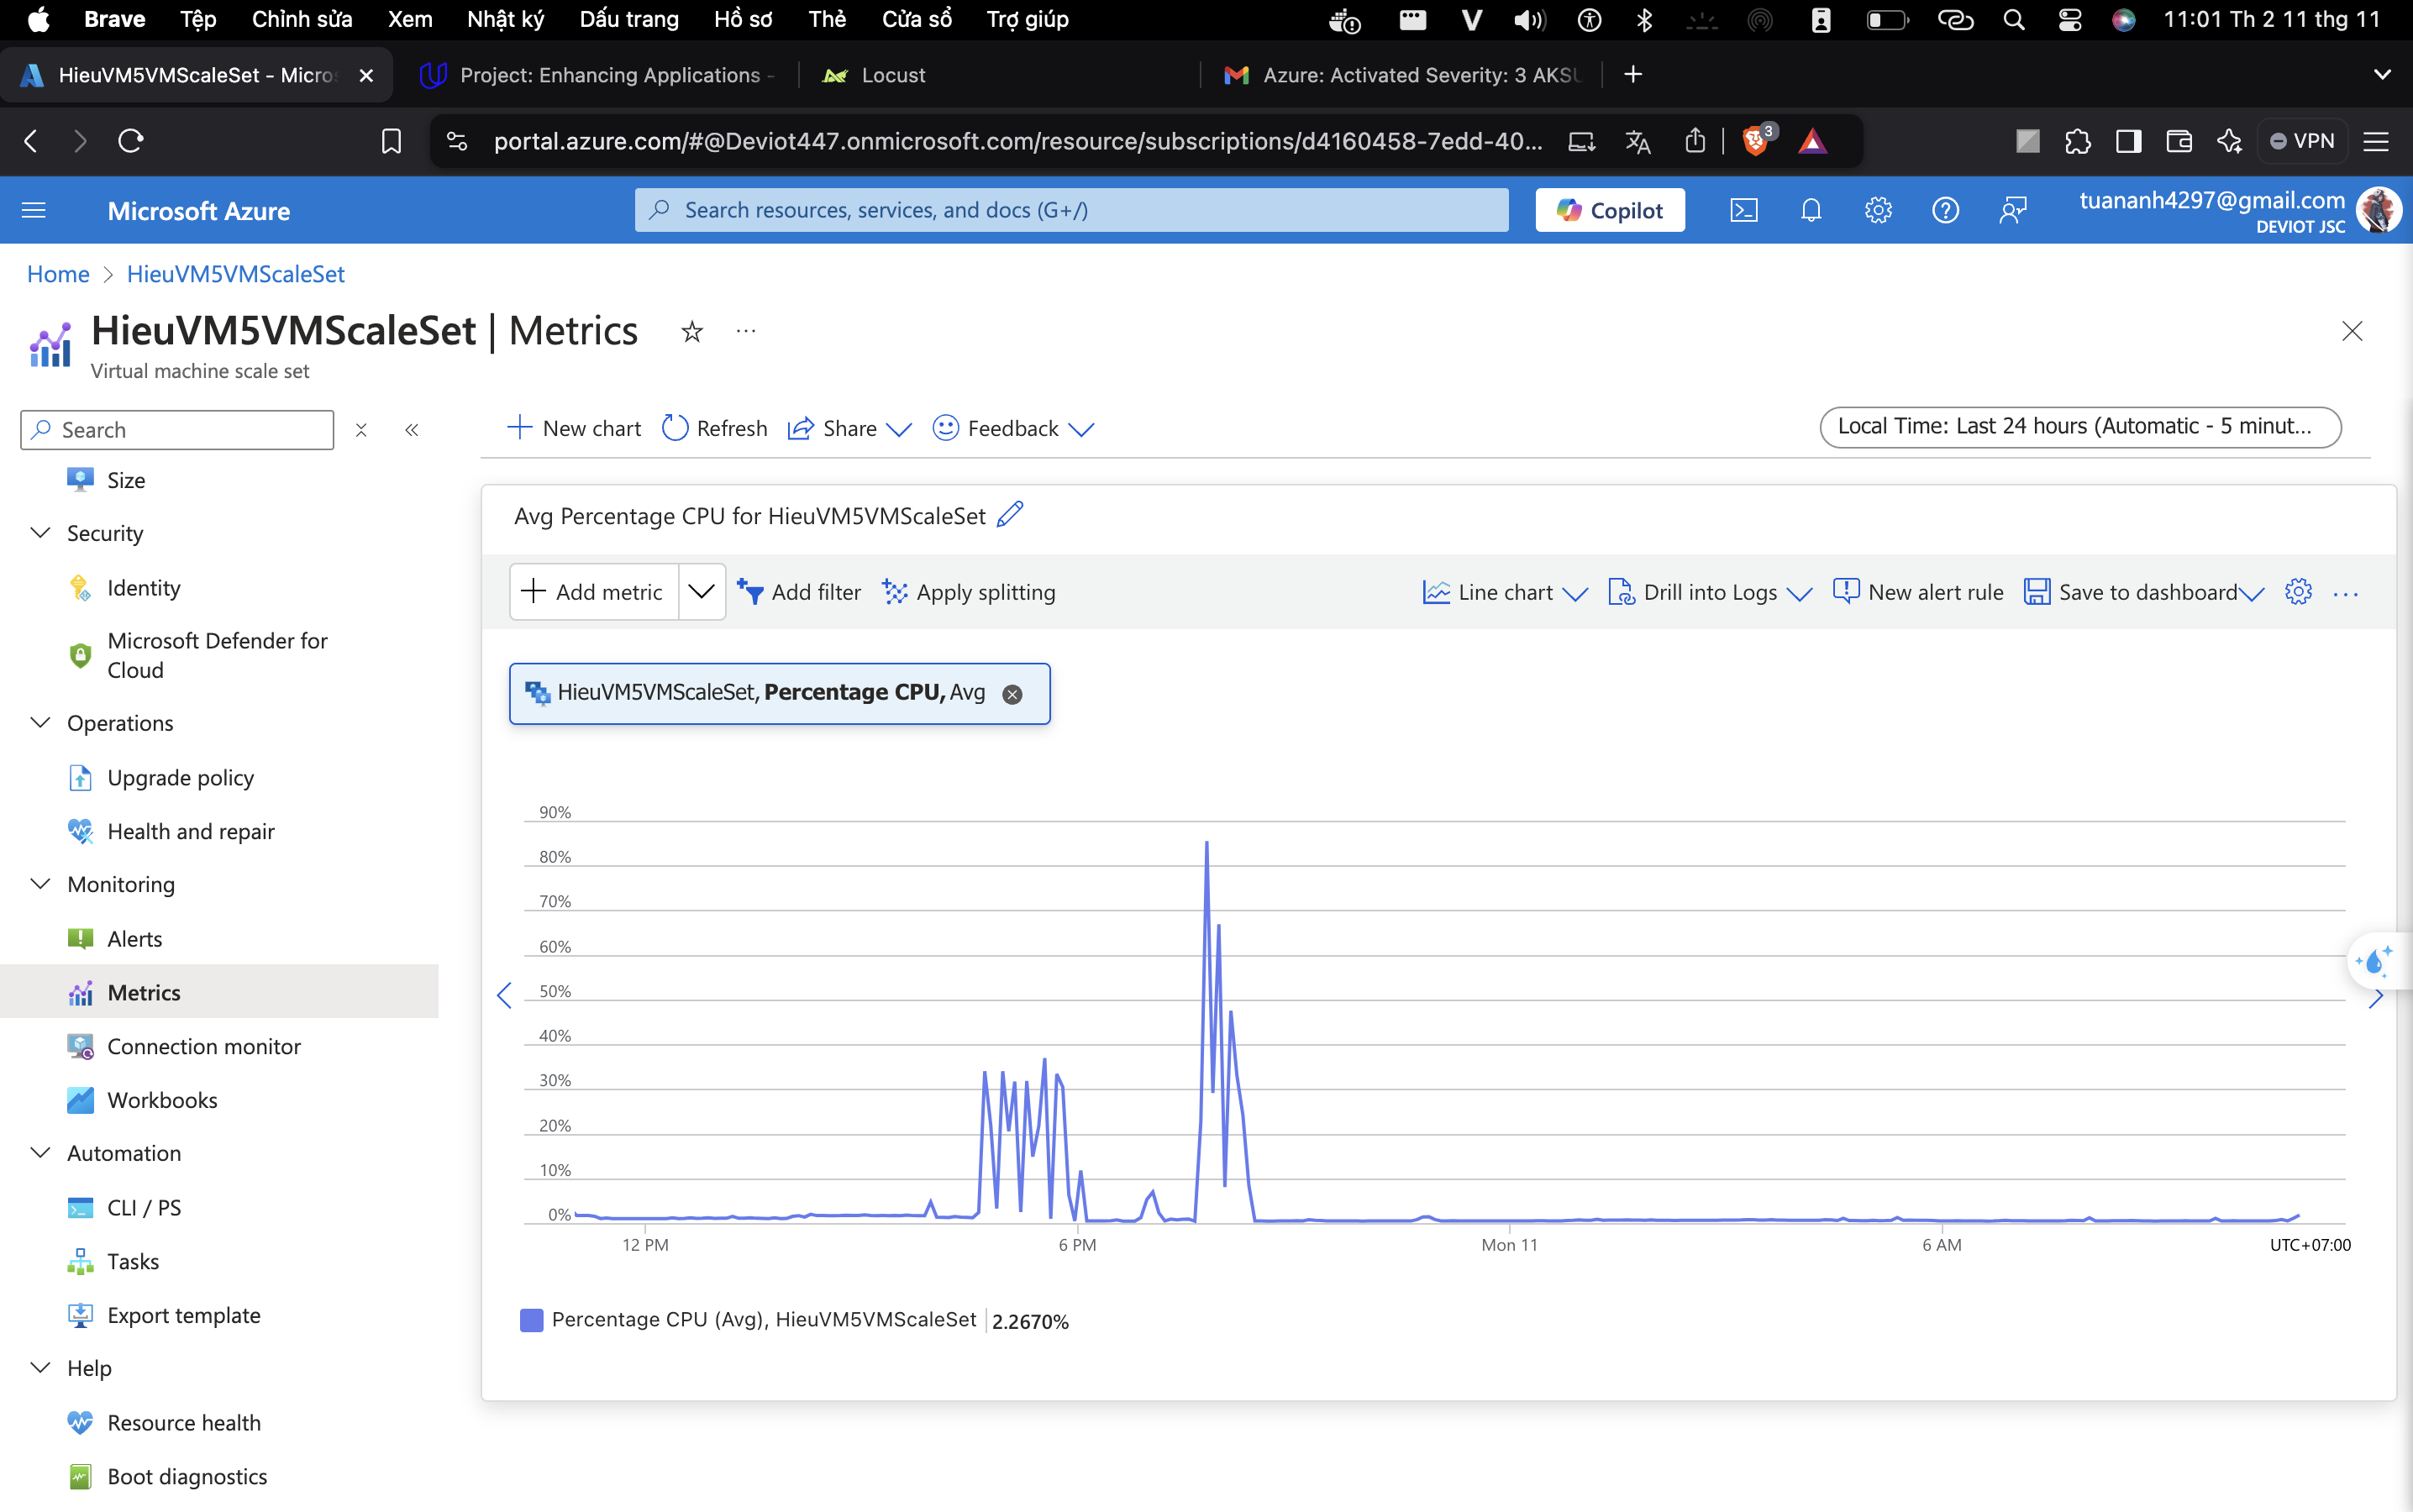 Brave Tệp Chỉnh sửa Xem Nhật ký Dấu trang Hồ sơ Thẻ Cửa sổ Trợ giúp 11:01 Th 2 11 thg 11
HieuVM5VMScaleSet - Micros Project: Enhancing Applications - Locust Azure: Activated Severity: 3 AKSU
portal.azure.com/#@Deviot447.onmicrosoft.com/resource/subscriptions/d4160458-7edd-40... 3 VPN
Microsoft Azure Search resources, services, and docs (G+/) Copilot tuananh4297@gmail.com
DEVIOT JSC
Home > HieuVM5VMScaleSet
HieuVM5VMScaleSet | Metrics
Virtual machine scale set
Search
Size
Security
Identity
Microsoft Defender for
Cloud
Operations
Upgrade policy
Health and repair
Monitoring
Alerts
Metrics
Connection monitor
Workbooks
Automation
CLI / PS
Tasks
Export template
Help
Resource health
Boot diagnostics
New chart Refresh Share Feedback Local Time: Last 24 hours (Automatic - 5 minut...
Avg Percentage CPU for HieuVM5VMScaleSet
Add metric Add filter Apply splitting Line chart Drill into Logs New alert rule Save to dashboard
HieuVM5VMScaleSet, Percentage CPU, Avg
90%
80%
70%
60%
50%
40%
30%
20%
10%
0%
12 PM 6 PM Mon 11 6 AM UTC+07:00
Percentage CPU (Avg), HieuVM5VMScaleSet 2.2670%